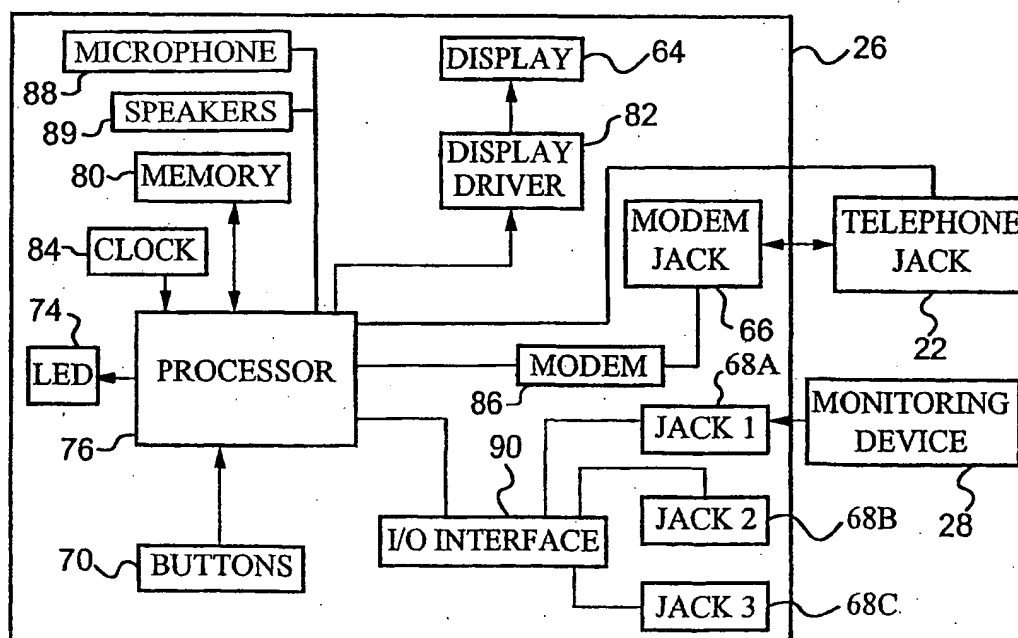 MICROPHONE
88
SPEAKERS
89
80
MEMORY
84
CLOCK
74
LED
PROCESSOR
76
70
BUTTONS
DISPLAY
64
DISPLAY
DRIVER
82
26
MODEM
JACK
66
TELEPHONE
JACK
22
MODEM
86
68A
JACK 1
MONITORING
DEVICE
28
90
I/O INTERFACE
JACK 2
68B
JACK 3
68C